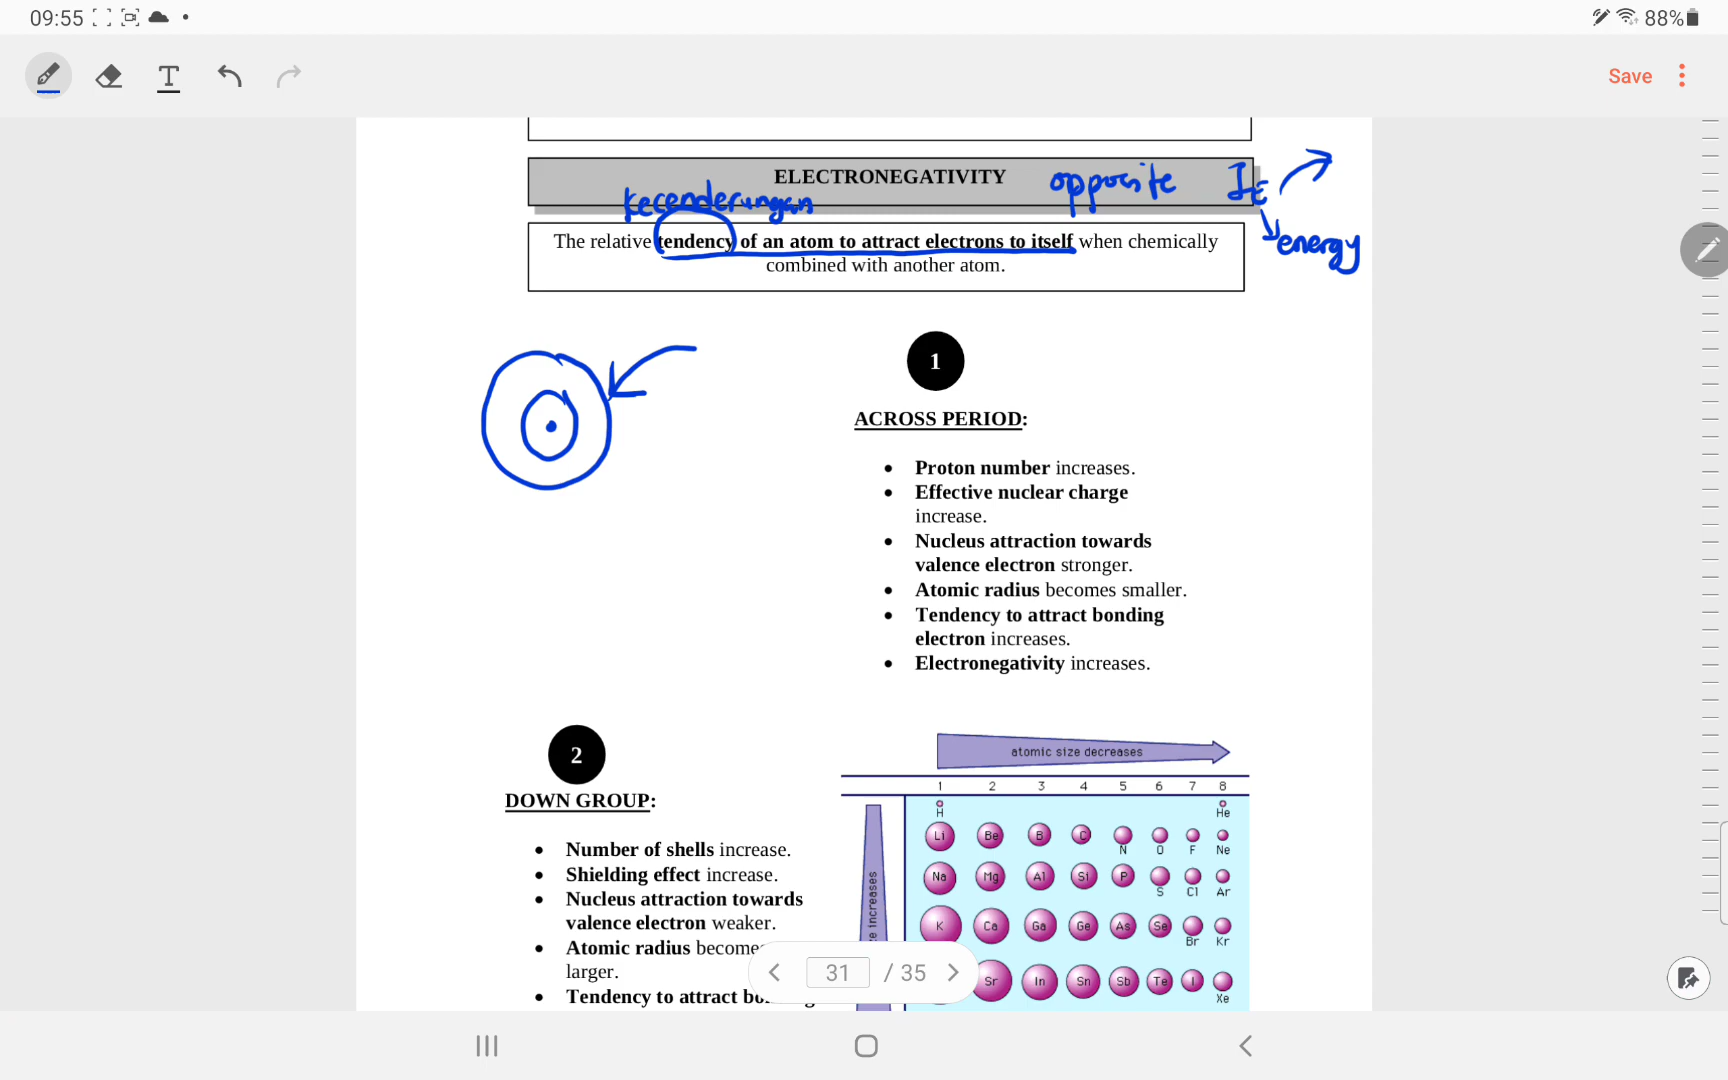 09:55
88%
T
Save
ELECTRONEGATIVITY
opposite IE
kecenderungan
energy
The relative tendency of an atom to attract electrons to itself when chemically
combined with another atom.
1
ACROSS PERIOD:
• Proton number increases.
• Effective nuclear charge
increase.
• Nucleus attraction towards
valence electron stronger.
• Atomic radius becomes smaller.
• Tendency to attract bonding
electron increases.
• Electronegativity increases.
2
DOWN GROUP:
• Number of shells increase.
• Shielding effect increase.
• Nucleus attraction towards
valence electron weaker.
• Atomic radius become
larger.
• Tendency to attract
atomic size decreases
1 2 3 4 5 6 7 8
H He
Li Be B C N O F Ne
Na Mg Al Si P S Cl Ar
K Ca Ga Ge As Se Br Kr
Sr In Sn Sb Te I Xe
increases
31 / 35